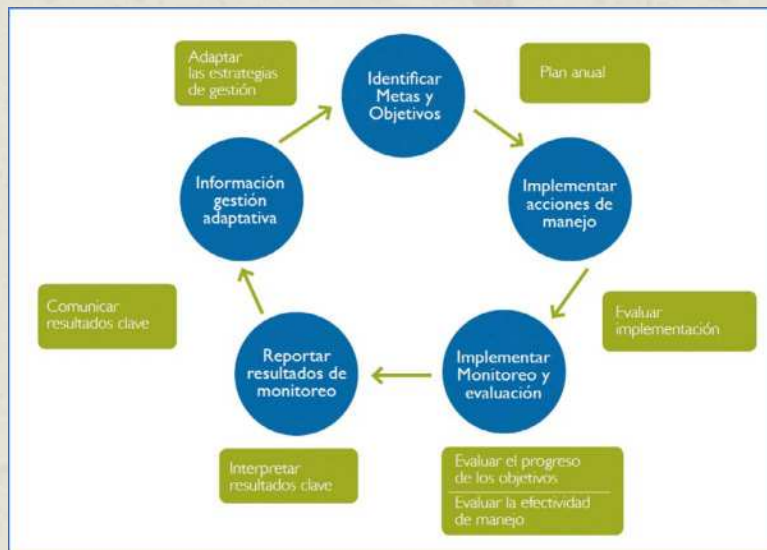 Adaptar
las estrategias
de gestión
Identificar
Metas y
Objetivos
Plan anual
Información
gestión
adaptativa
Implementar
acciones de
manejo
Comunicar
resultados clave
Evaluar
implementación
Reportar
resultados de
monitoreo
Implementar
Monitoreo y
evaluación
Interpretar
resultados clave
Evaluar el progreso
de los objetivos
Evaluar la efectividad
de manejo